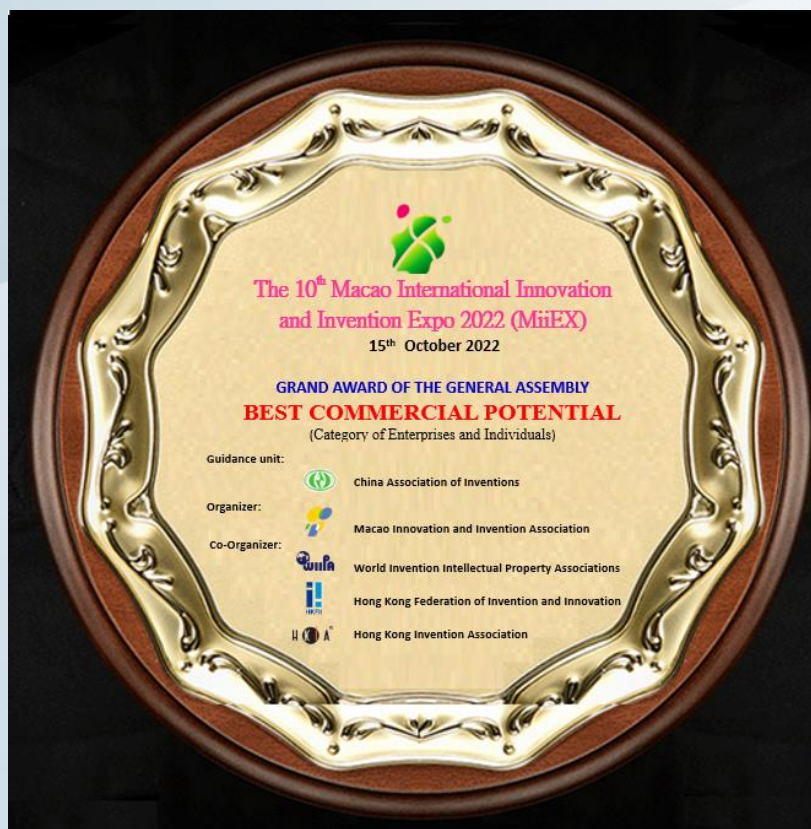 The 10th Macao International Innovation
and Invention Expo 2022 (MiiEX)
15th October 2022
GRAND AWARD OF THE GENERAL ASSEMBLY
BEST COMMERCIAL POTENTIAL
(Category of Enterprises and Individuals)
Guidance unit:
China Association of Inventions
Organizer:
Macao Innovation and Invention Association
Co-Organizer:
WIIPA World Invention Intellectual Property Associations
HKFII Hong Kong Federation of Invention and Innovation
HKIA Hong Kong Invention Association